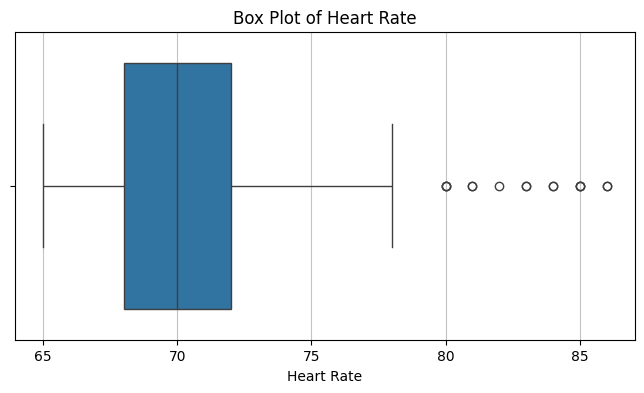 Box Plot of Heart Rate
65 70 75 80 85
Heart Rate